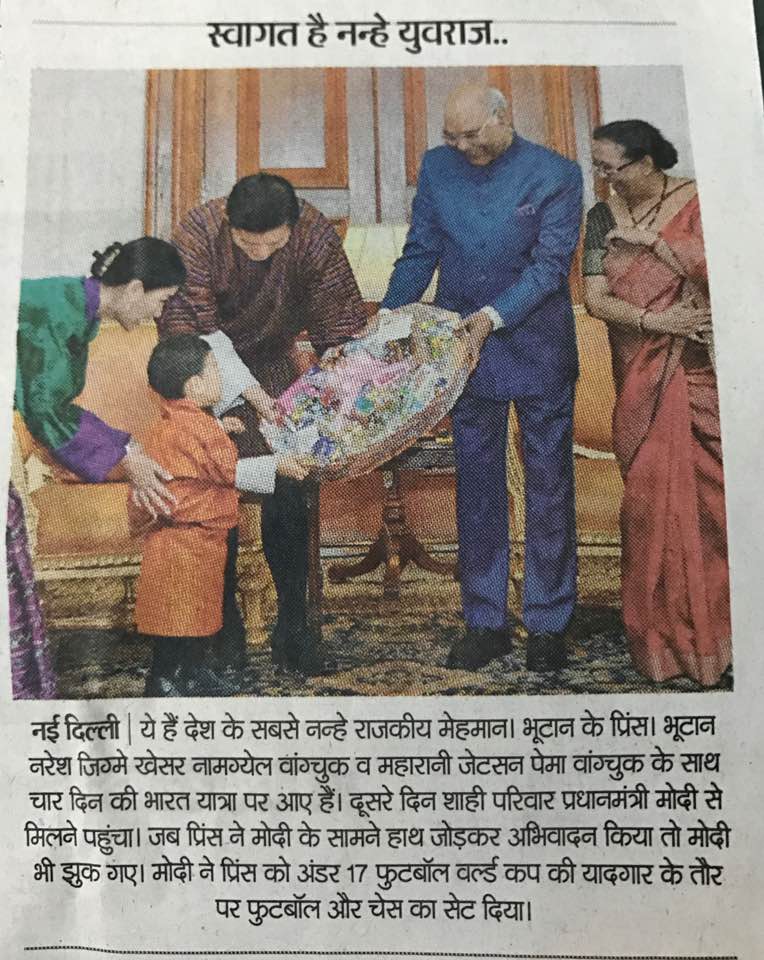 स्वागत है नन्हे युवराज..
नई दिल्ली | ये हैं देश के सबसे नन्हे राजकीय मेहमान। भूटान के प्रिंस। भूटान
नरेश जिग्मे खेसर नामग्येल वांग्चुक व महारानी जेटसन पेमा वांग्चुक के साथ
चार दिन की भारत यात्रा पर आए हैं। दूसरे दिन शाही परिवार प्रधानमंत्री मोदी से
मिलने पहुंचा। जब प्रिंस ने मोदी के सामने हाथ जोड़कर अभिवादन किया तो मोदी
भी झुक गए। मोदी ने प्रिंस को अंडर 17 फुटबॉल वर्ल्ड कप की यादगार के तौर
पर फुटबॉल और चेस का सेट दिया।